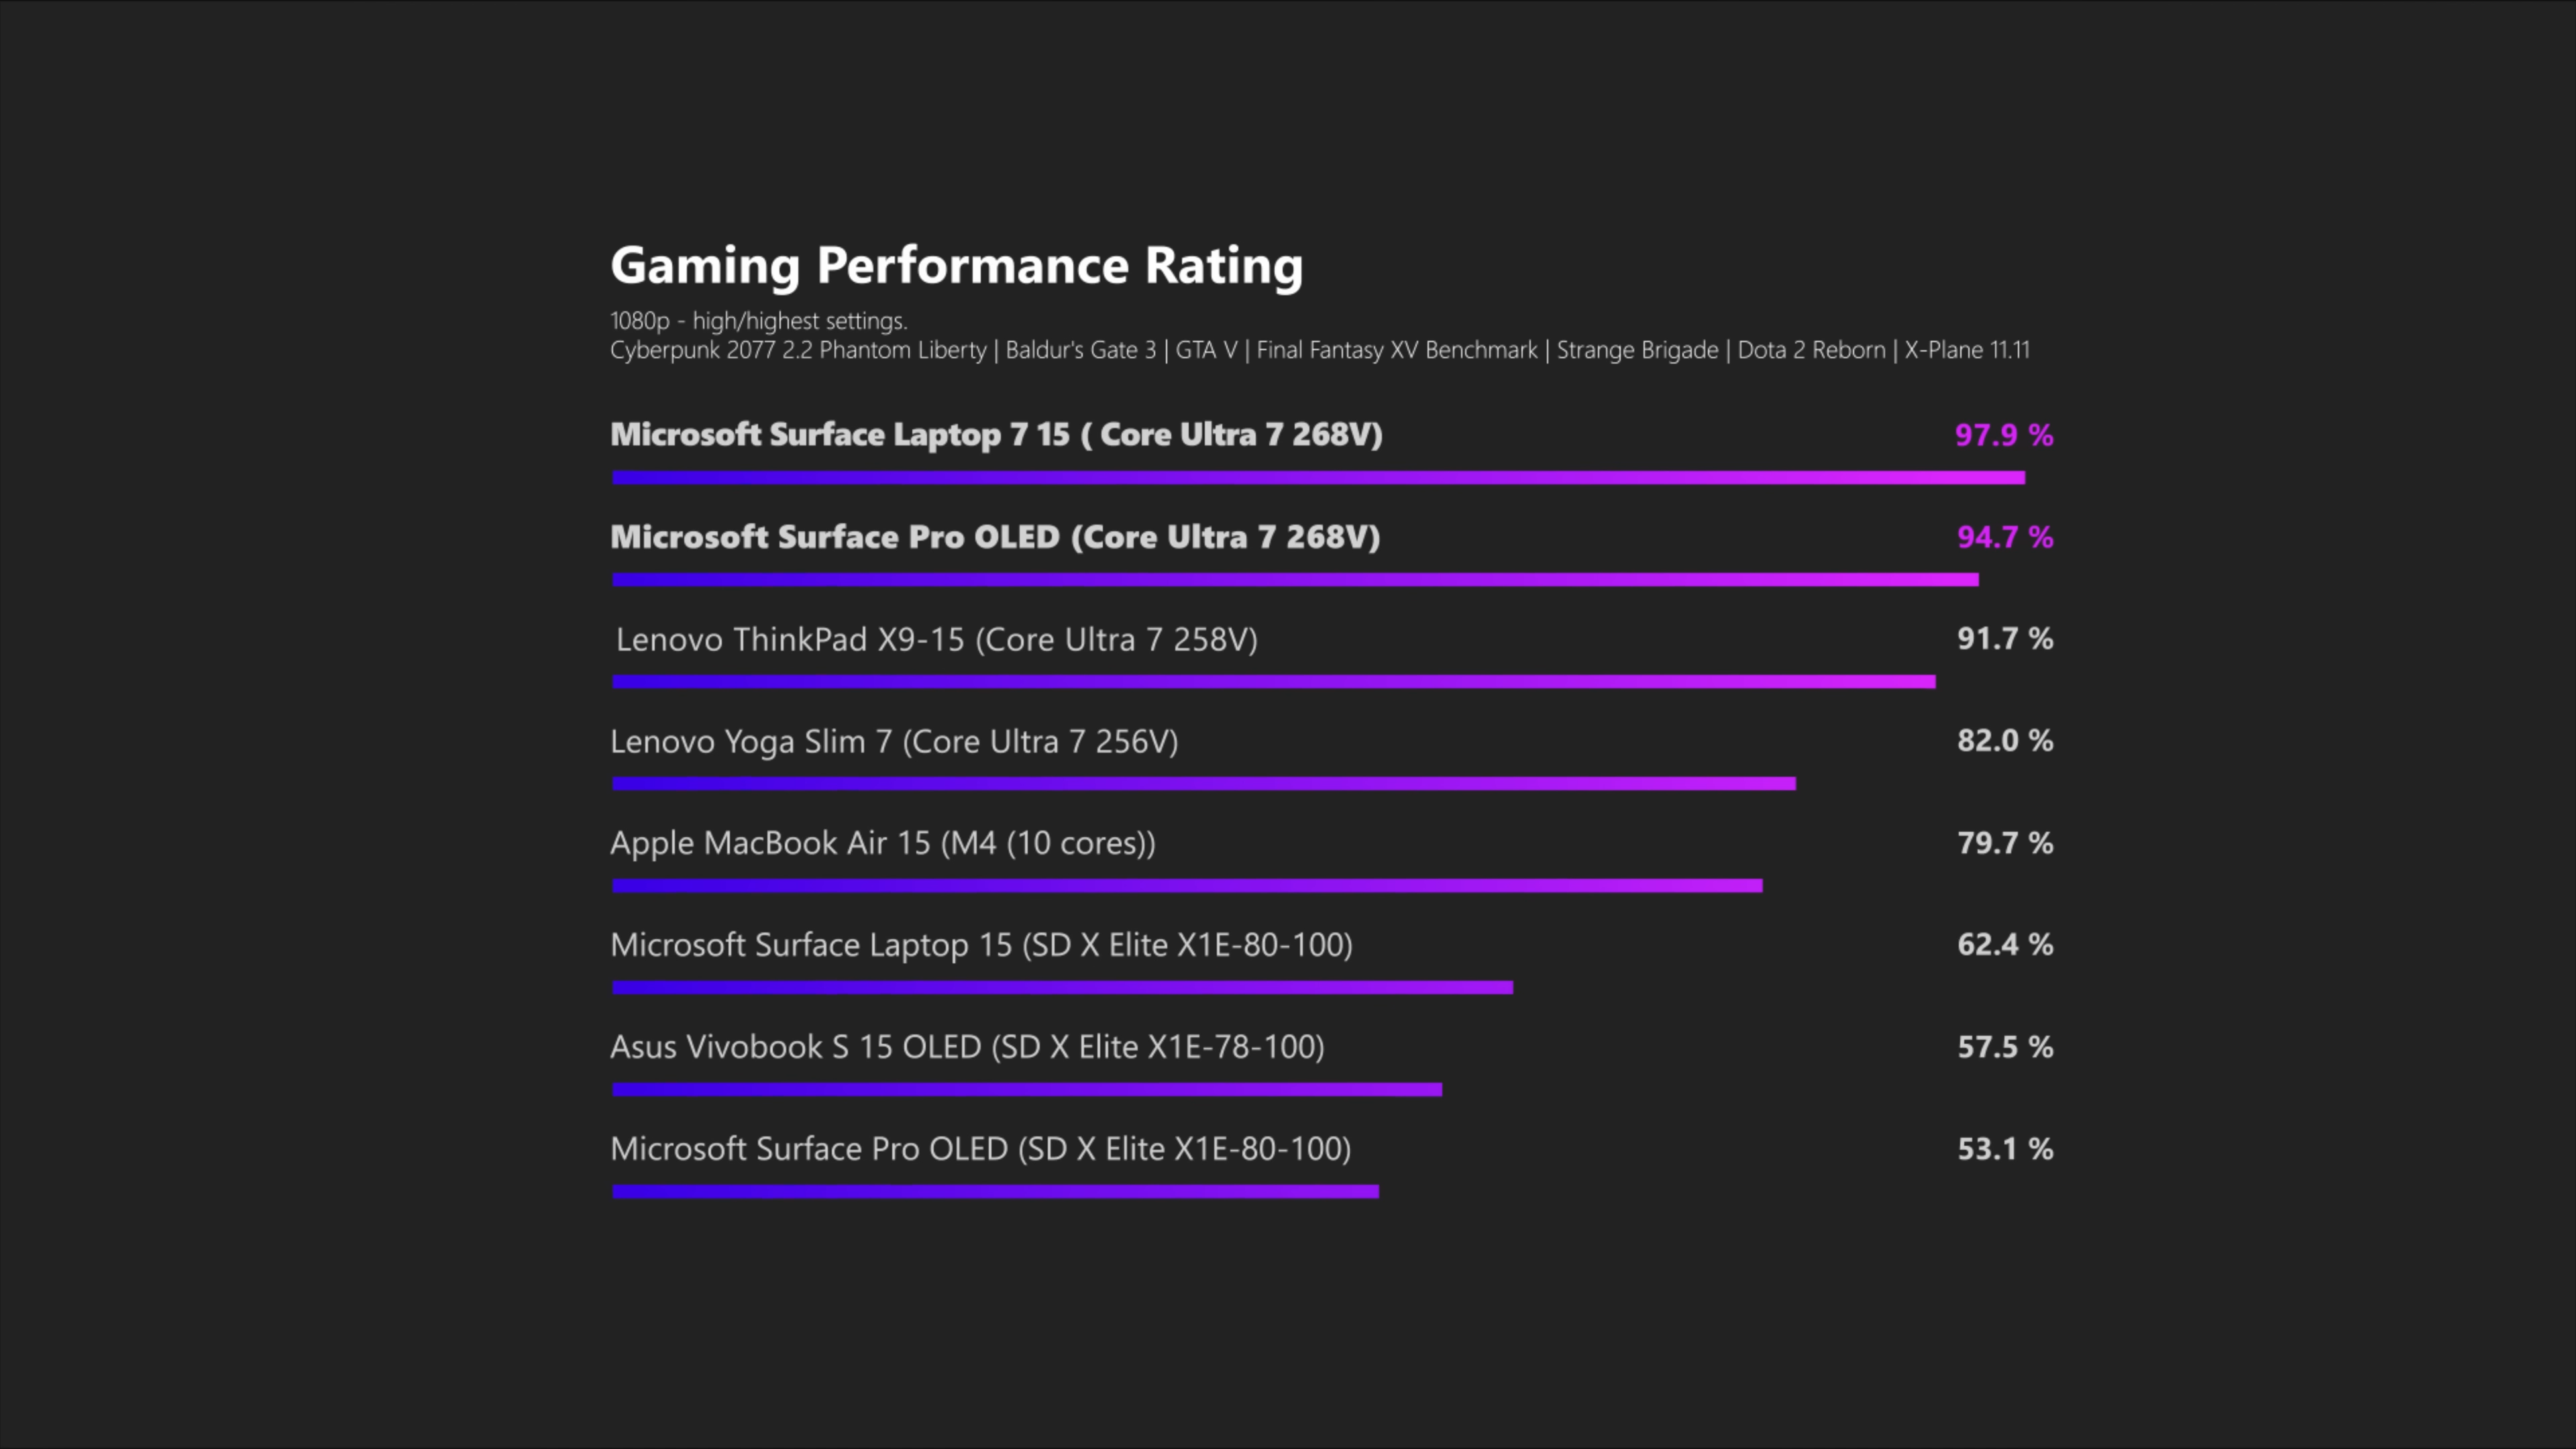 Gaming Performance Rating
1080p - high/highest settings.
Cyberpunk 2077 2.2 Phantom Liberty | Baldur's Gate 3 | GTA V | Final Fantasy XV Benchmark | Strange Brigade | Dota 2 Reborn | X-Plane 11.11
Microsoft Surface Laptop 7 15 ( Core Ultra 7 268V) 97.9 %
Microsoft Surface Pro OLED (Core Ultra 7 268V) 94.7 %
Lenovo ThinkPad X9-15 (Core Ultra 7 258V) 91.7 %
Lenovo Yoga Slim 7 (Core Ultra 7 256V) 82.0 %
Apple MacBook Air 15 (M4 (10 cores)) 79.7 %
Microsoft Surface Laptop 15 (SD X Elite X1E-80-100) 62.4 %
Asus Vivobook S 15 OLED (SD X Elite X1E-78-100) 57.5 %
Microsoft Surface Pro OLED (SD X Elite X1E-80-100) 53.1 %